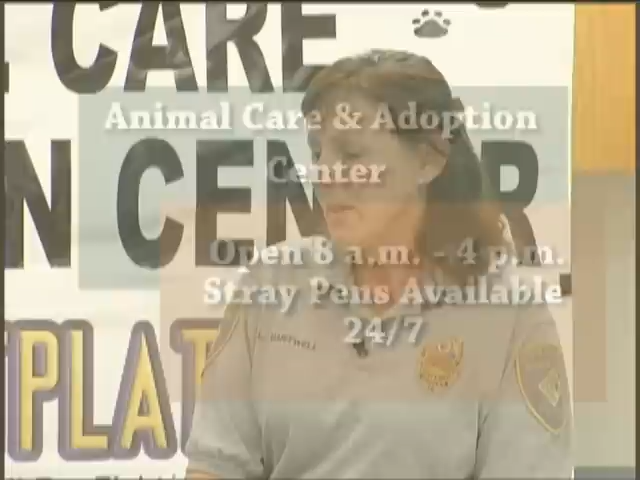 CARE
Animal Care & Adoption
Center
N CENTER
Open 8 a.m. - 4 p.m.
Stray Pens Available
24/7
PLAT